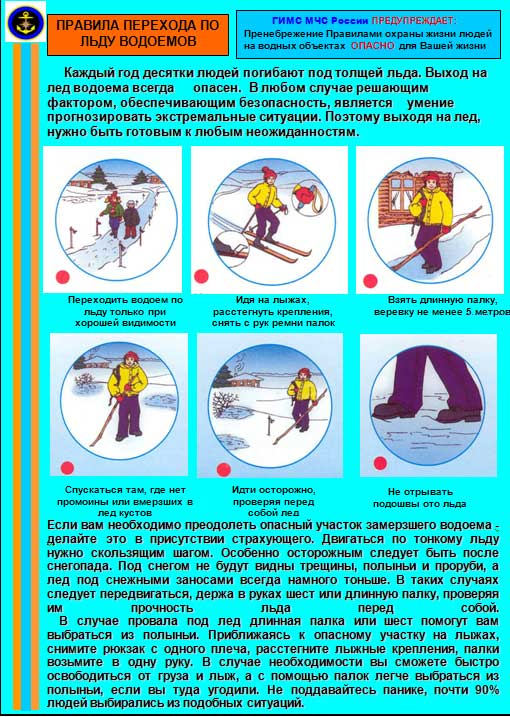 ПРАВИЛА ПЕРЕХОДА ПО
ЛЬДУ ВОДОЕМОВ
ГИМС МЧС России ПРЕДУПРЕЖДАЕТ:
Пренебрежение Правилами охраны жизни людей
на водных объектах ОПАСНО для Вашей жизни
Каждый год десятки людей погибают под толщей льда. Выход на
лед водоема всегда опасен. В любом случае решающим
фактором, обеспечивающим безопасность, является умение
прогнозировать экстремальные ситуации. Поэтому выходя на лед,
нужно быть готовым к любым неожиданностям.
Переходить водоем по
льду только при
хорошей видимости
Идя на лыжах,
расстегнуть крепления,
снять с рук ремни палок
Взять длинную палку,
веревку не менее 5.метров
Спускаться там, где нет
промоины или вмерзших в
лед кустов
Идти осторожно,
проверяя перед
собой лед
Не отрывать
подошвы ото льда
Если вам необходимо преодолеть опасный участок замерзшего водоема -
делайте это в присутствии страхующего. Двигаться по тонкому льду
нужно скользящим шагом. Особенно осторожным следует быть после
снегопада. Под снегом не будут видны трещины, полыньи и проруби, а
лед под снежными заносами всегда намного тоньше. В таких случаях
следует передвигаться, держа в руках шест или длинную палку, проверяя
им прочность льда перед собой.
В случае провала под лед длинная палка или шест помогут вам
выбраться из полыньи. Приближаясь к опасному участку на лыжах,
снимите рюкзак с одного плеча, расстегните лыжные крепления, палки
возьмите в одну руку. В случае необходимости вы сможете быстро
освободиться от груза и лыж, а с помощью палок легче выбраться из
полыньи, если вы туда угодили. Не поддавайтесь панике, почти 90%
людей выбирались из подобных ситуаций.